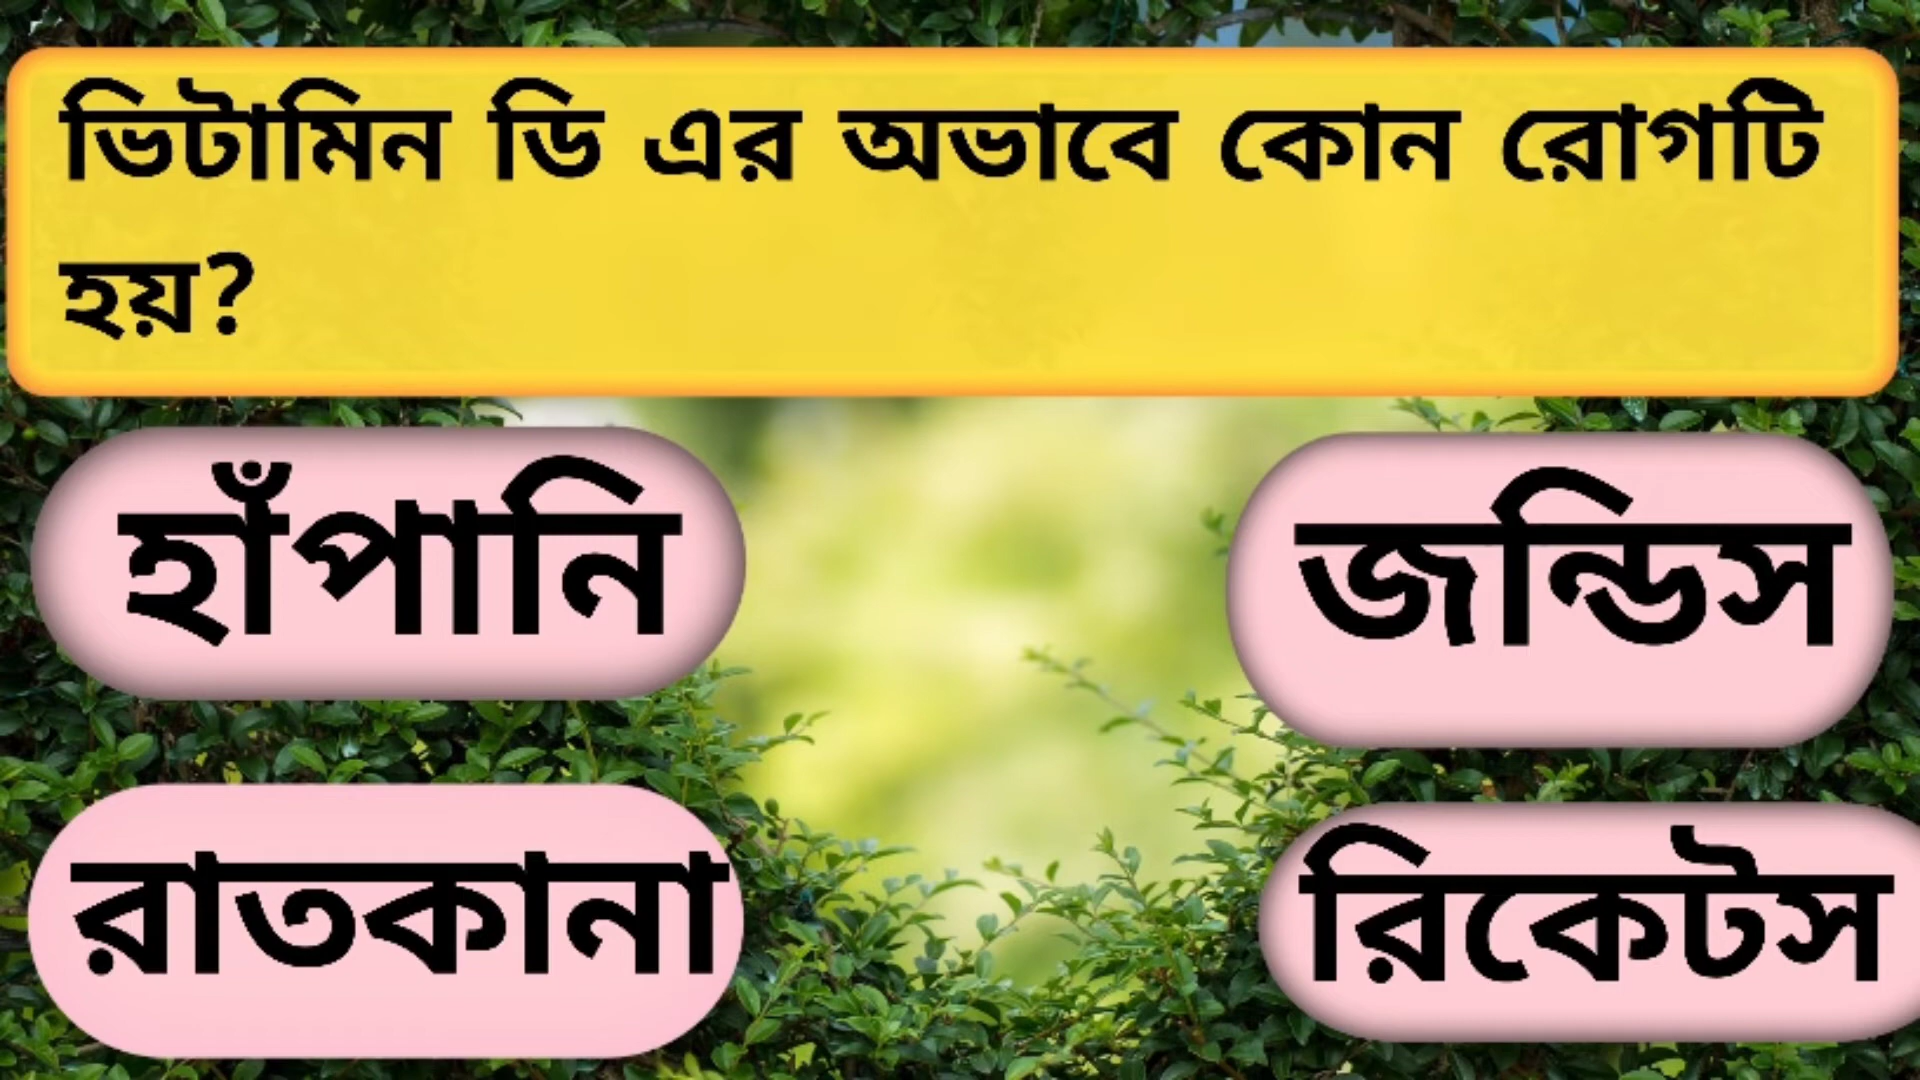 ভিটামিন ডি এর অভাবে কোন রোগটি
হয়?
হাঁপানি
জন্ডিস
রাতকানা
রিকেটস